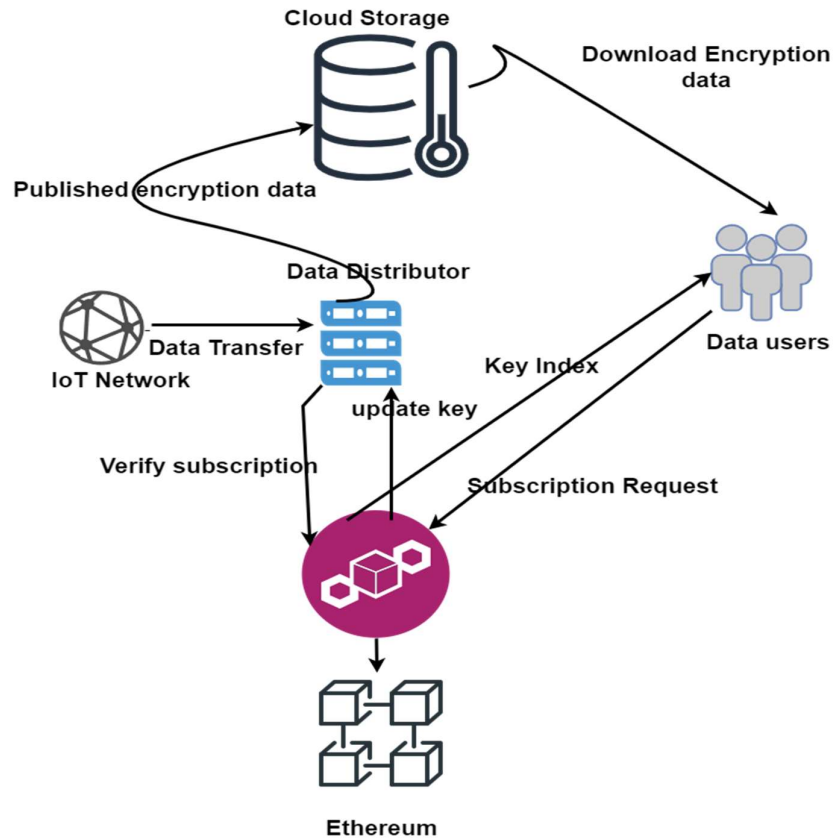 Cloud Storage
Download Encryption
data
Published encryption data
Data Distributor
Data Transfer
IoT Network
Data users
Key Index
update key
Verify subscription
Subscription Request
Ethereum